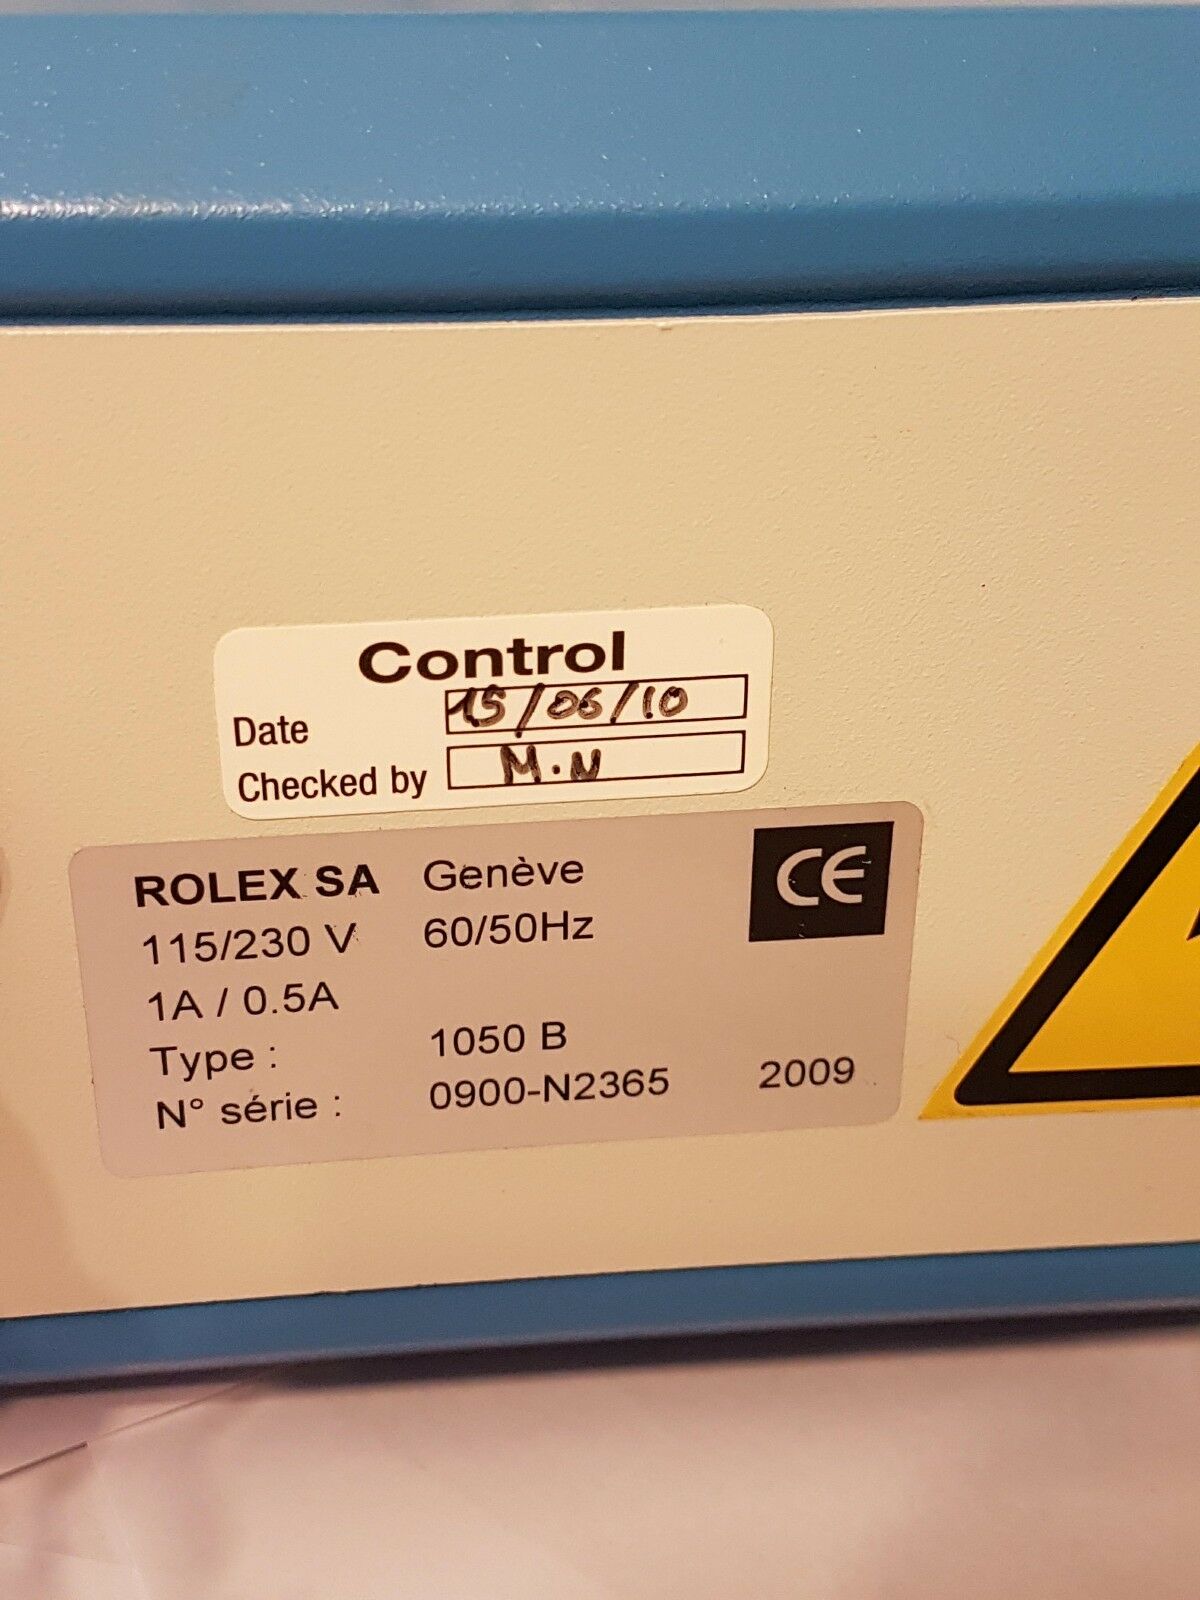 Control
Date 15/06/10
Checked by M.N
ROLEX SA Genève CE
115/230 V 60/50Hz
1A / 0.5A
Type : 1050 B
N° série : 0900-N2365 2009